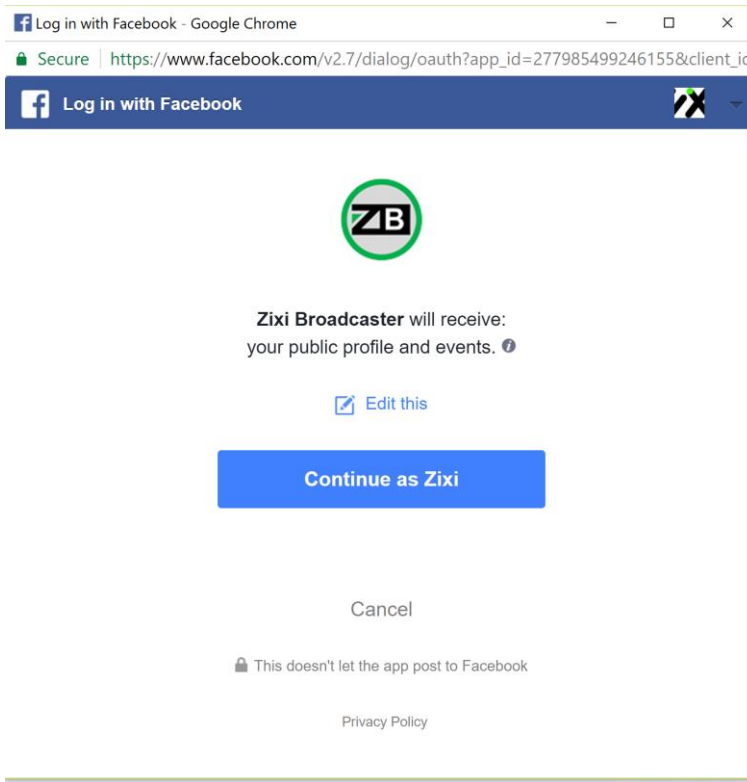 Log in with Facebook - Google Chrome
Secure | https://www.facebook.com/v2.7/dialog/oauth?app_id=277985499246155&client_id
Log in with Facebook
ZB
Zixi Broadcaster will receive:
your public profile and events.
Edit this
Continue as Zixi
Cancel
This doesn't let the app post to Facebook
Privacy Policy